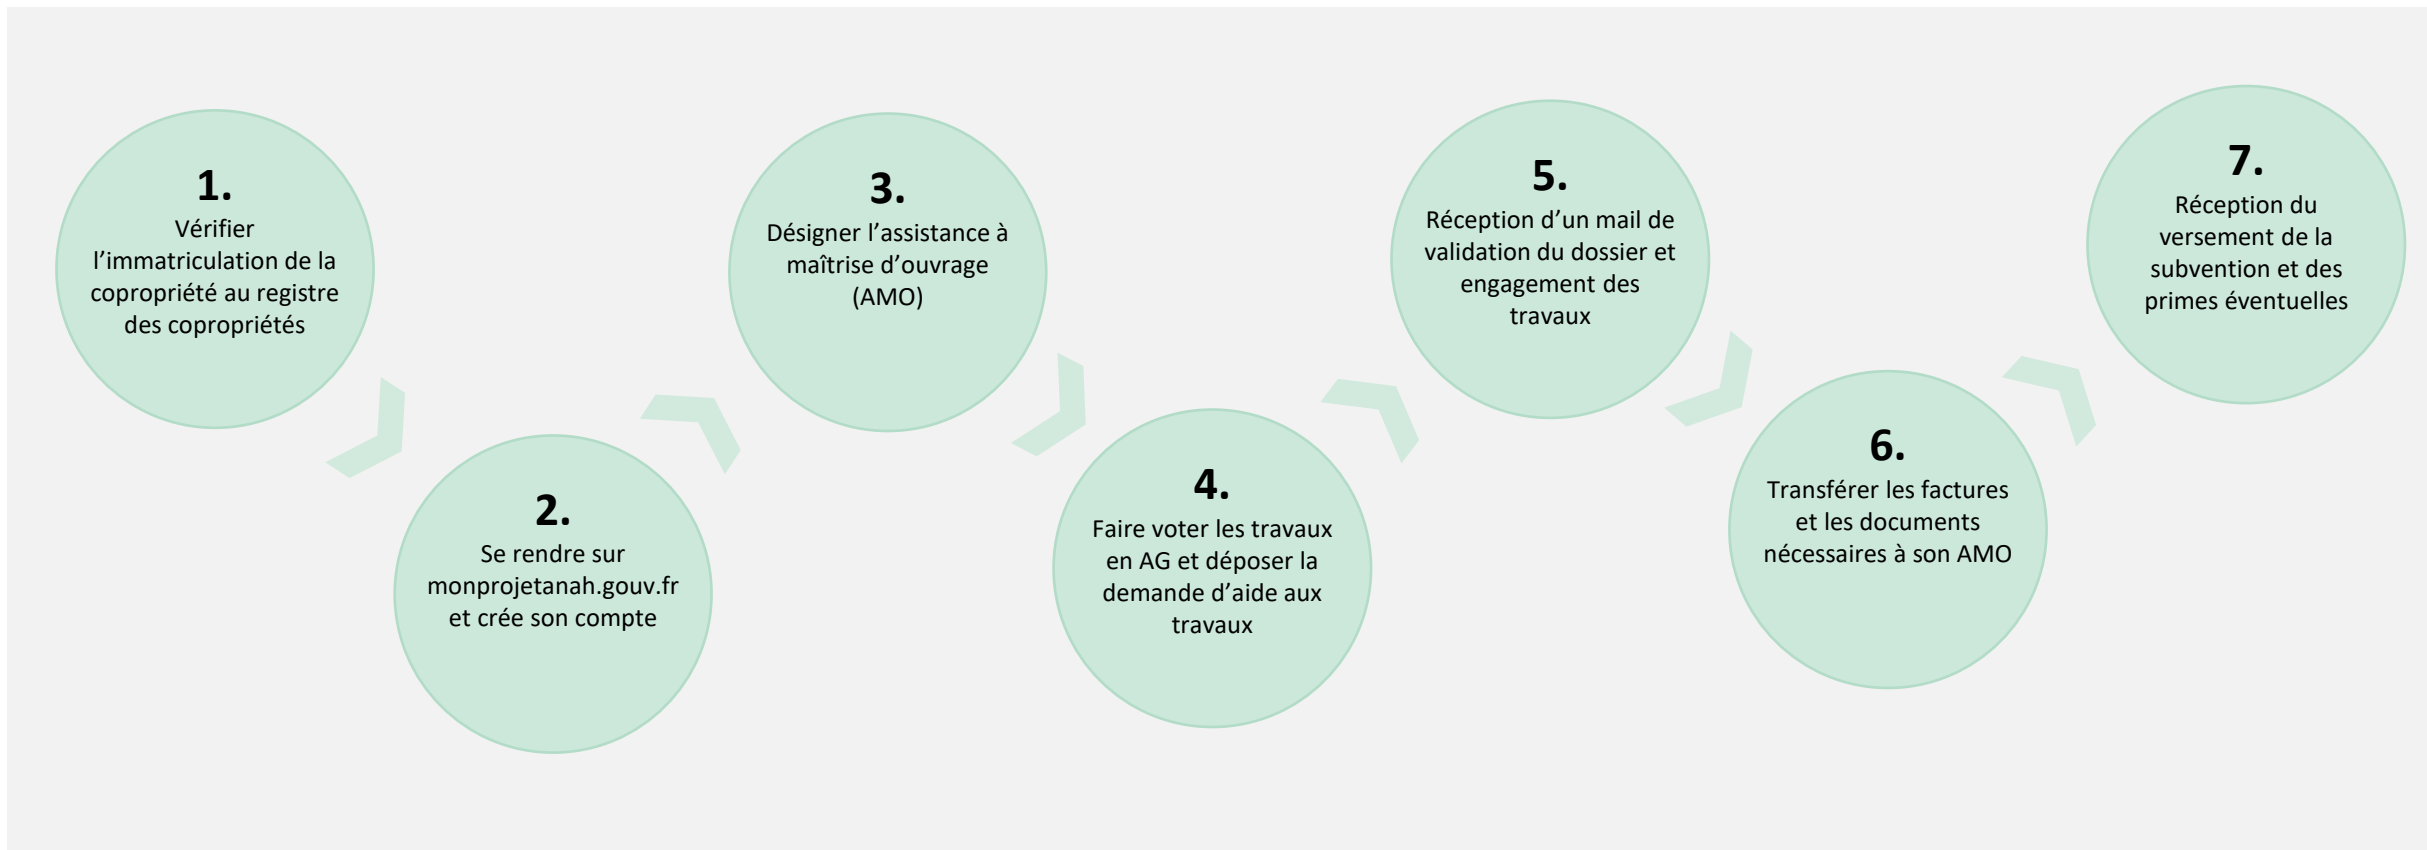 1.
Vérifier
l’immatriculation de la
copropriété au registre
des copropriétés
2.
Se rendre sur
monprojetanah.gouv.fr
et crée son compte
3.
Désigner l’assistance à
maîtrise d’ouvrage
(AMO)
4.
Faire voter les travaux
en AG et déposer la
demande d’aide aux
travaux
5.
Réception d’un mail de
validation du dossier et
engagement des
travaux
6.
Transférer les factures
et les documents
nécessaires à son AMO
7.
Réception du
versement de la
subvention et des
primes éventuelles